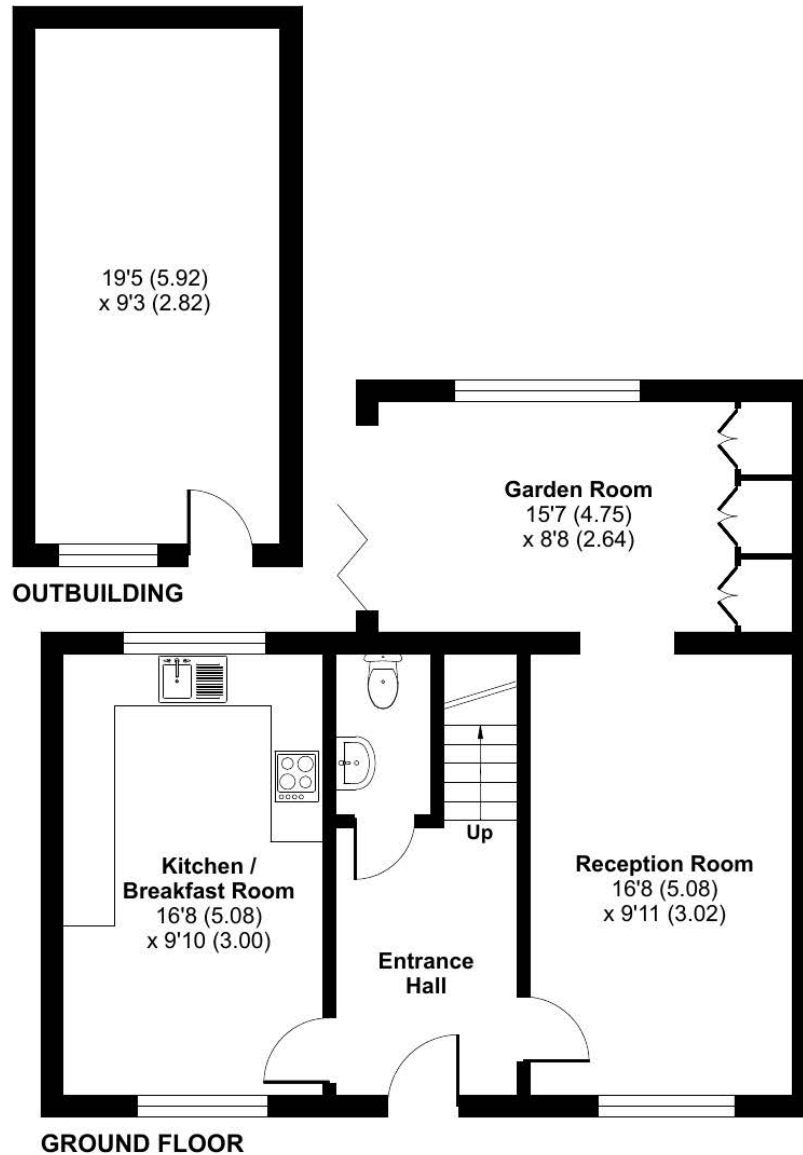 19'5 (5.92)
x 9'3 (2.82)
OUTBUILDING
Garden Room
15'7 (4.75)
x 8'8 (2.64)
Up
Kitchen /
Breakfast Room
16'8 (5.08)
x 9'10 (3.00)
Reception Room
16'8 (5.08)
x 9'11 (3.02)
Entrance
Hall
GROUND FLOOR